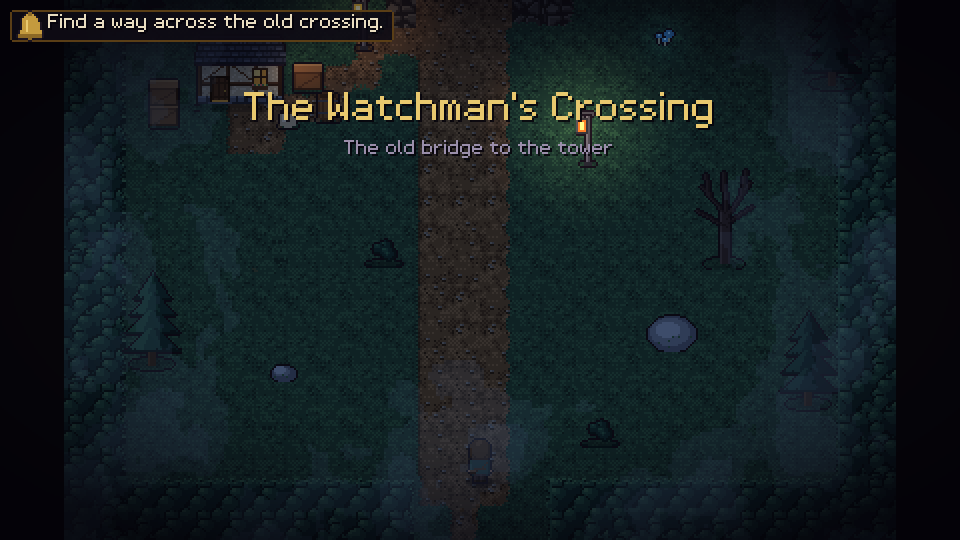 Find a way across the old crossing.
The Watchman's Crossing
The old bridge to the tower